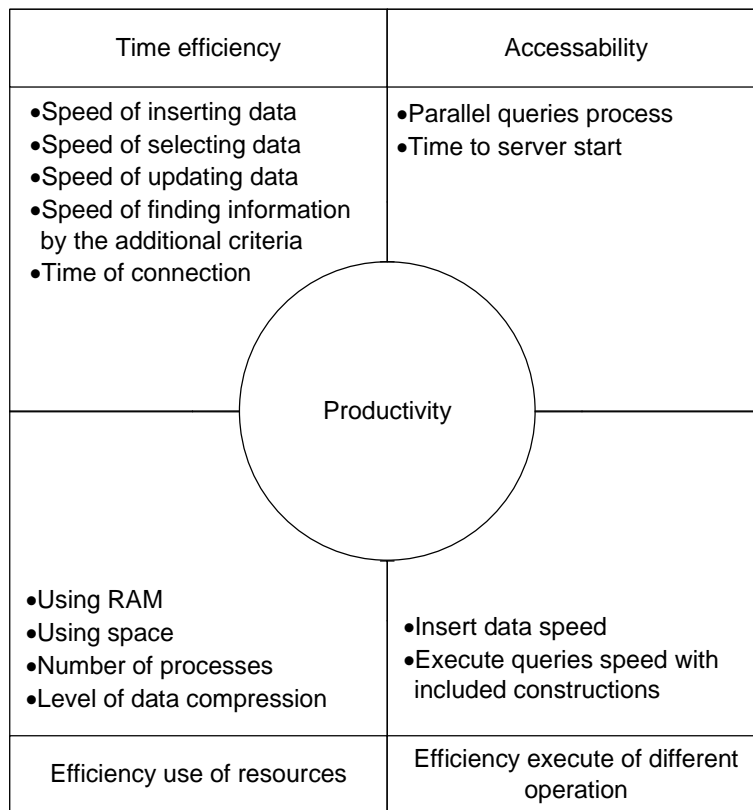 Time efficiency
Accessability
•Speed of inserting data
•Speed of selecting data
•Speed of updating data
•Speed of finding information
by the additional criteria
•Time of connection
•Parallel queries process
•Time to server start
Productivity
•Using RAM
•Using space
•Number of processes
•Level of data compression
•Insert data speed
•Execute queries speed with
included constructions
Efficiency use of resources
Efficiency execute of different
operation